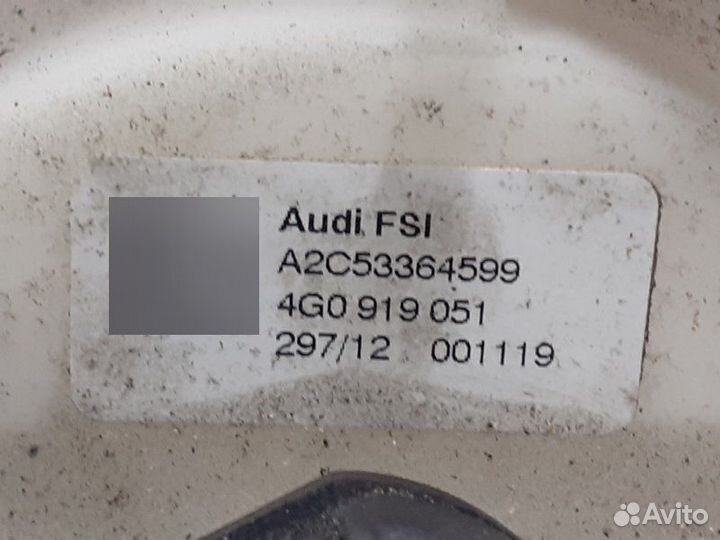 Audi FSI
A2C53364599
4G0 919 051
297/12 001119
Avito